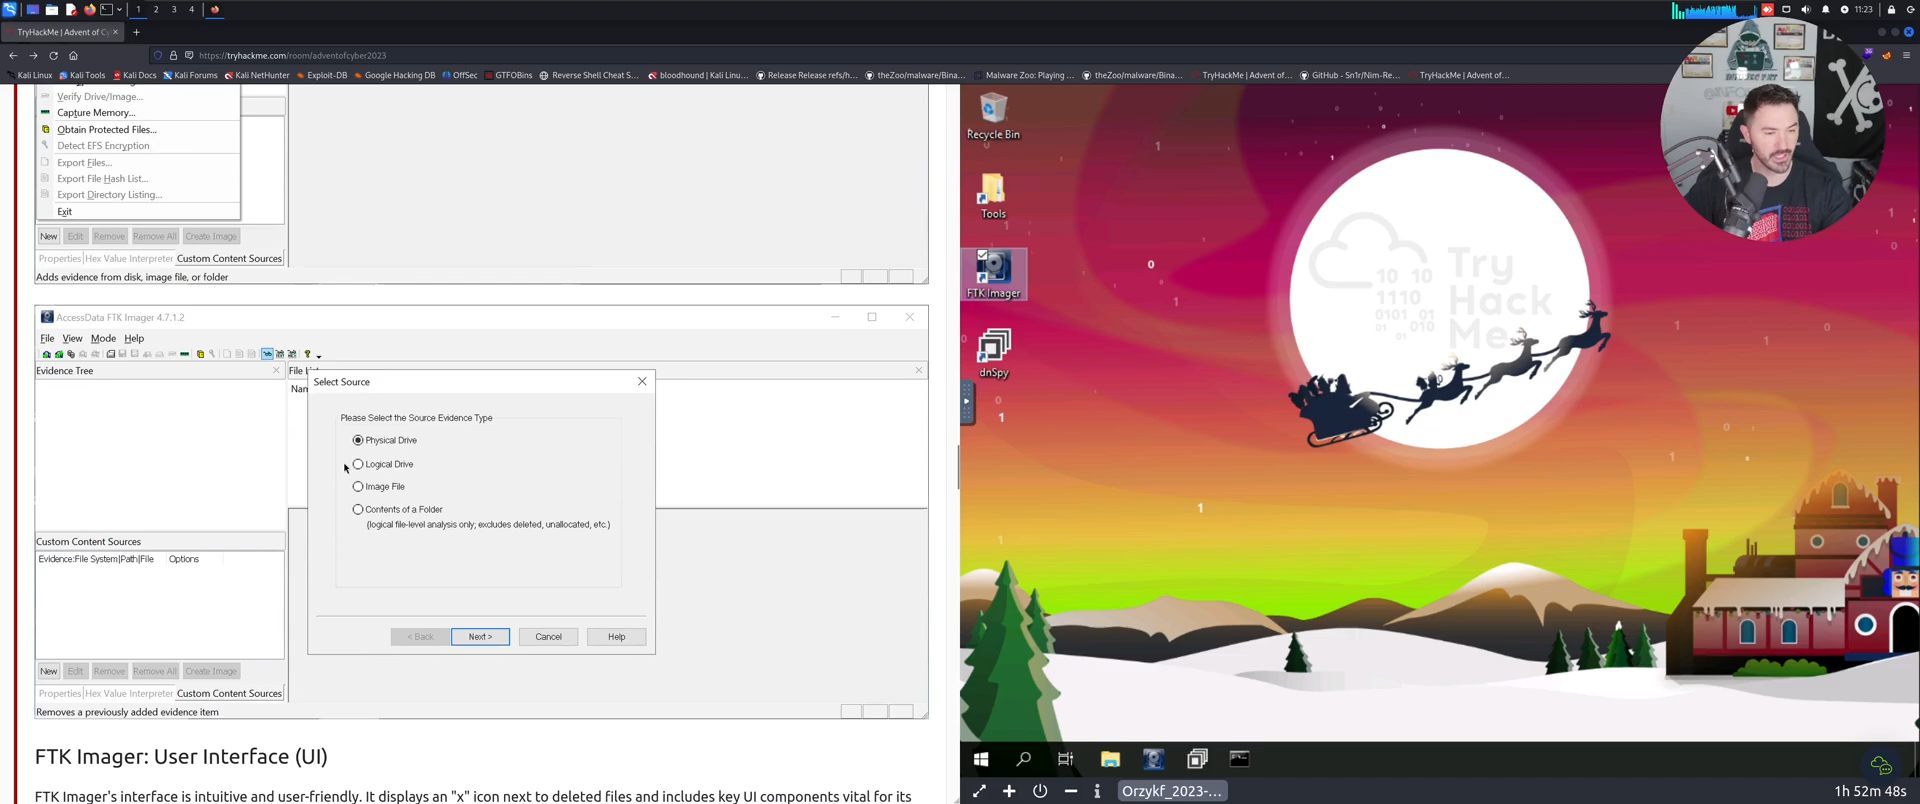 1 2 3 4
11:23
TryHackMe | Advent of Cy
https://tryhackme.com/room/adventofcyber2023
Kali Linux Kali Tools Kali Docs Kali Forums Kali NetHunter Exploit-DB Google Hacking DB OffSec GTFOBins Reverse Shell Cheat S... bloodhound | Kali Linu... Release Release refs/h... theZoo/malware/Bina... Malware Zoo: Playing ... theZoo/malware/Bina... TryHackMe | Advent of... GitHub - Sn1r/Nim-Re... TryHackMe | Advent of...
Verify Drive/Image...
Capture Memory...
Obtain Protected Files...
Detect EFS Encryption
Export Files...
Export File Hash List...
Export Directory Listing...
Exit
New Edit Remove Remove All Create Image
Properties Hex Value Interpreter Custom Content Sources
Adds evidence from disk, image file, or folder
AccessData FTK Imager 4.7.1.2
File View Mode Help
Evidence Tree
File Lis
Nam
Select Source
Please Select the Source Evidence Type
Physical Drive
Logical Drive
Image File
Contents of a Folder
(logical file-level analysis only; excludes deleted, unallocated, etc.)
< Back Next > Cancel Help
Custom Content Sources
Evidence:File System|Path|File Options
New Edit Remove Remove All Create Image
Properties Hex Value Interpreter Custom Content Sources
Removes a previously added evidence item
FTK Imager: User Interface (UI)
FTK Imager's interface is intuitive and user-friendly. It displays an "x" icon next to deleted files and includes key UI components vital for its
Recycle Bin
Tools
FTK Imager
dnSpy
Try
Hack
Me
10 10
1110
0101 01
01 010
01
Orzykf_2023-...
1h 52m 48s